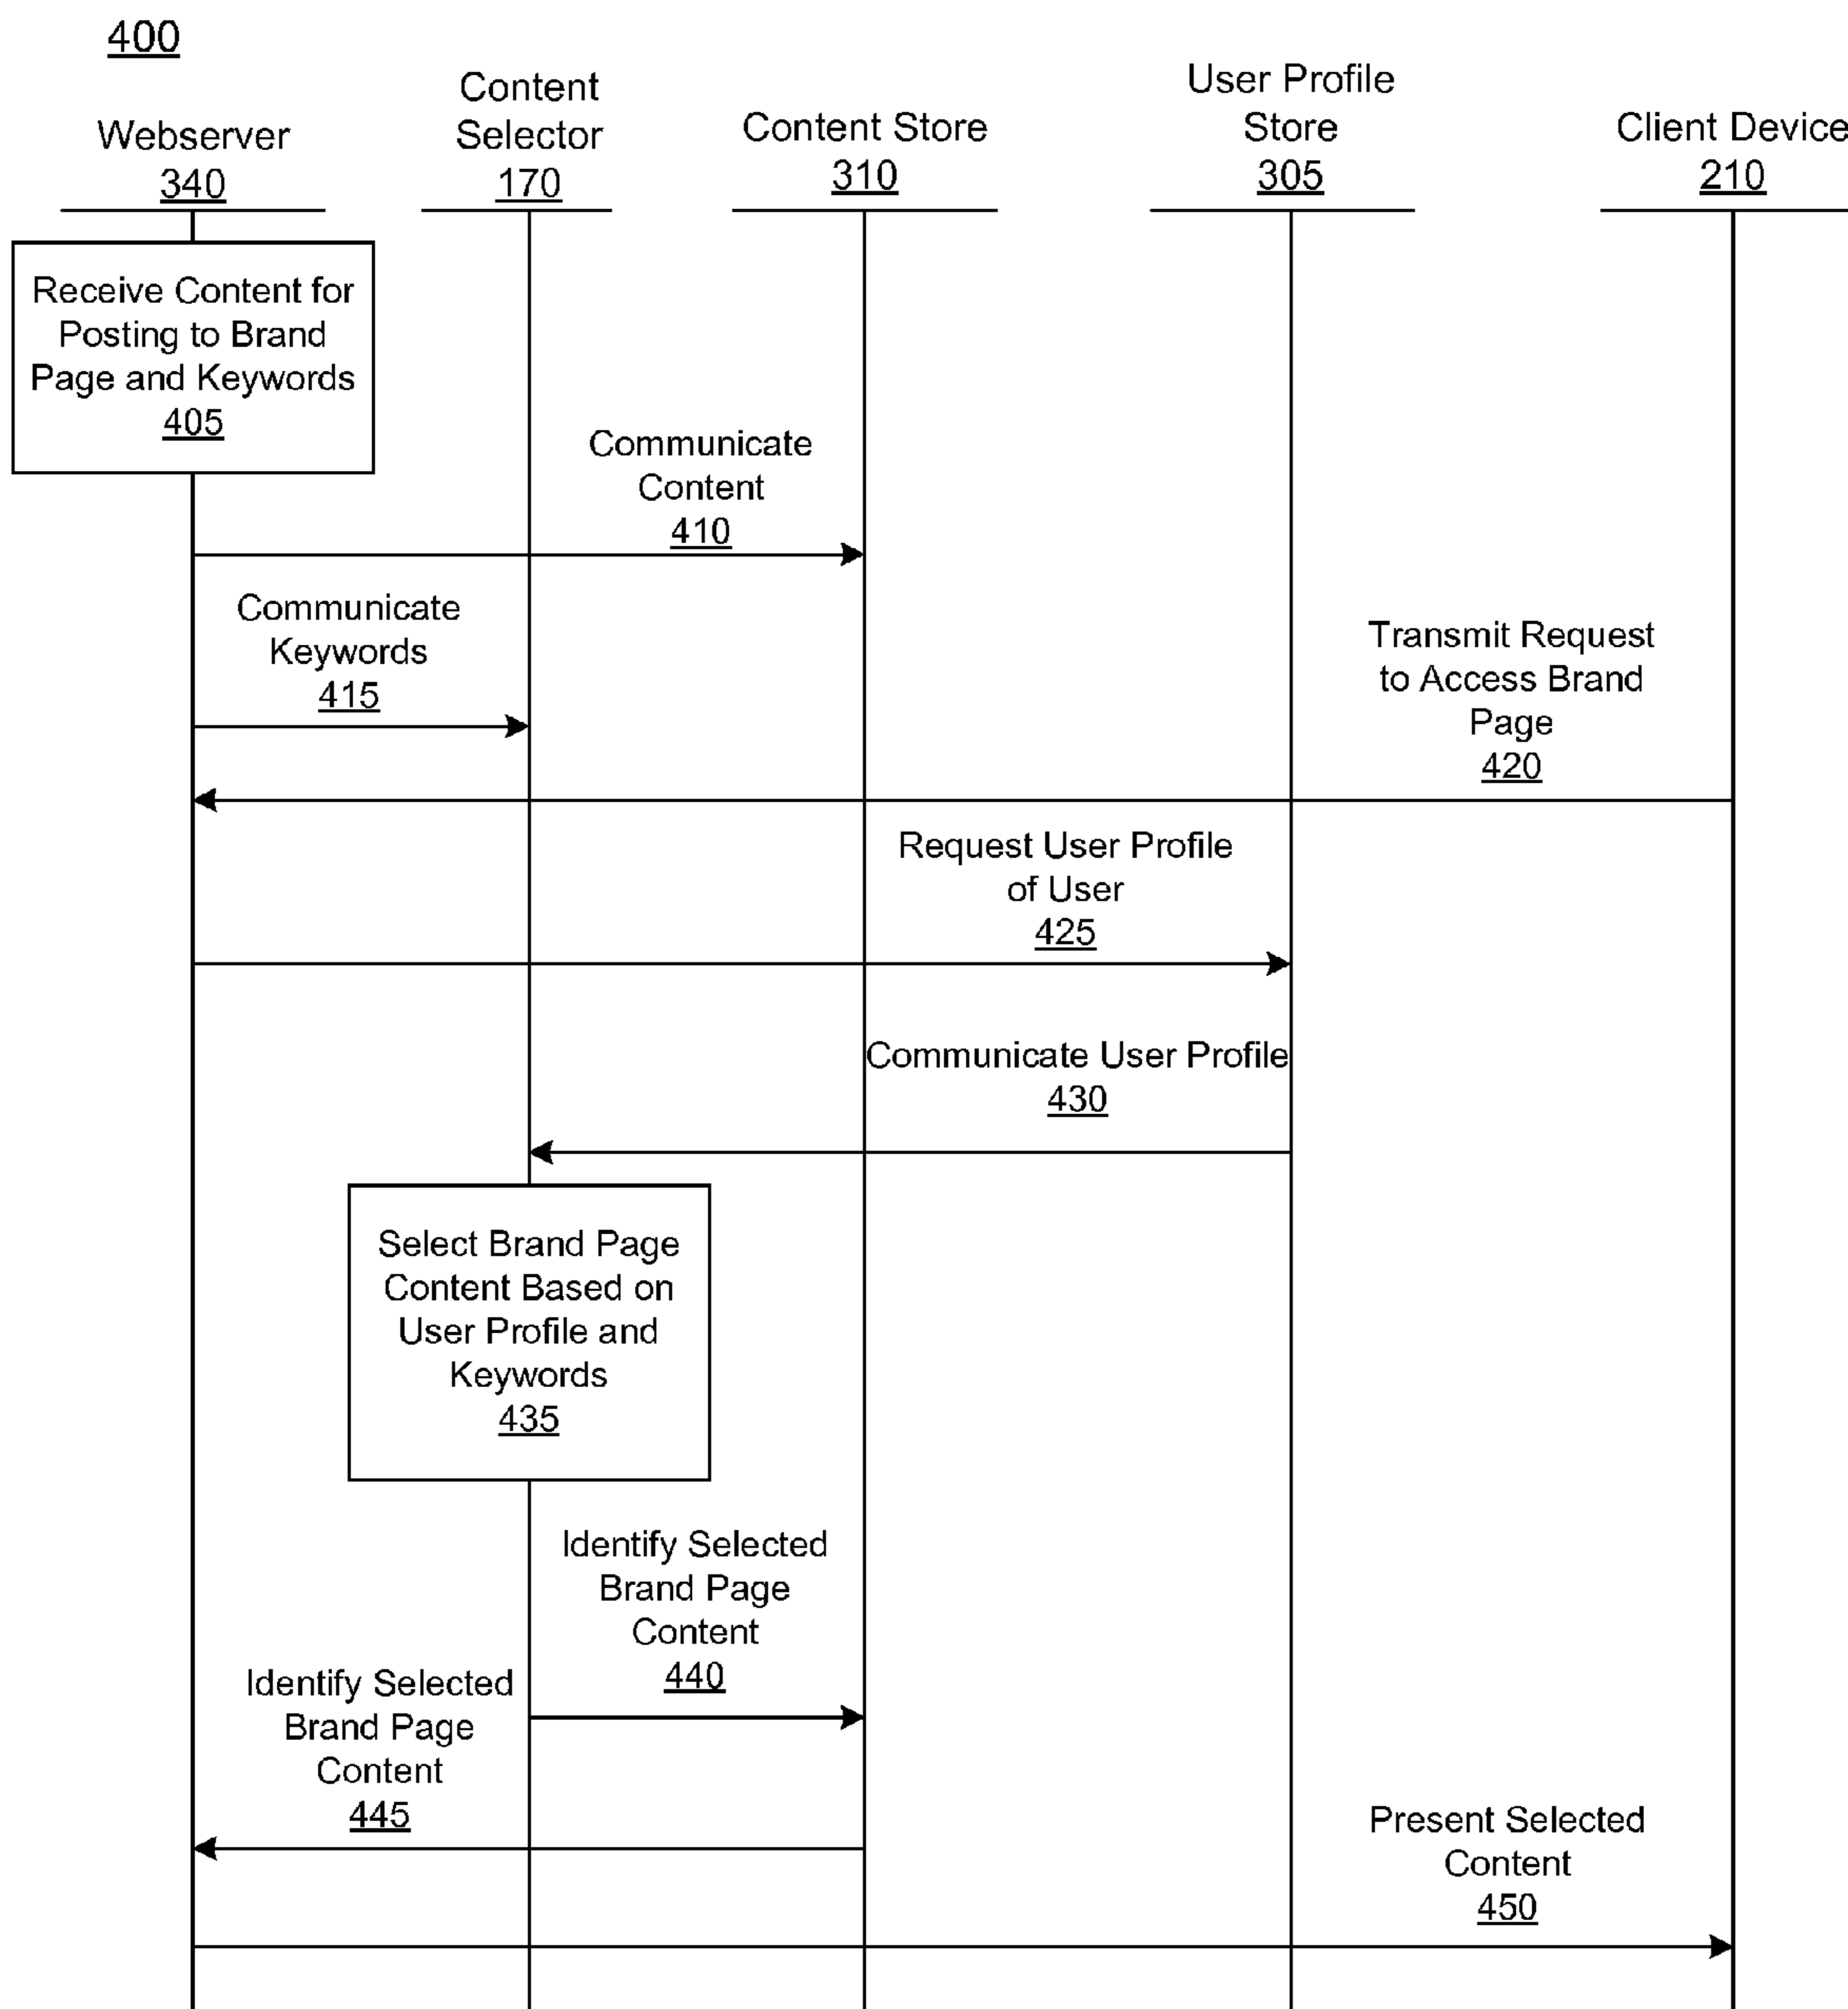 400
Webserver
340
Content
Selector
170
Content Store
310
User Profile
Store
305
Client Device
210
Receive Content for
Posting to Brand
Page and Keywords
405
Communicate
Content
410
Communicate
Keywords
415
Transmit Request
to Access Brand
Page
420
Request User Profile
of User
425
Communicate User Profile
430
Select Brand Page
Content Based on
User Profile and
Keywords
435
Identify Selected
Brand Page
Content
440
Identify Selected
Brand Page
Content
445
Present Selected
Content
450